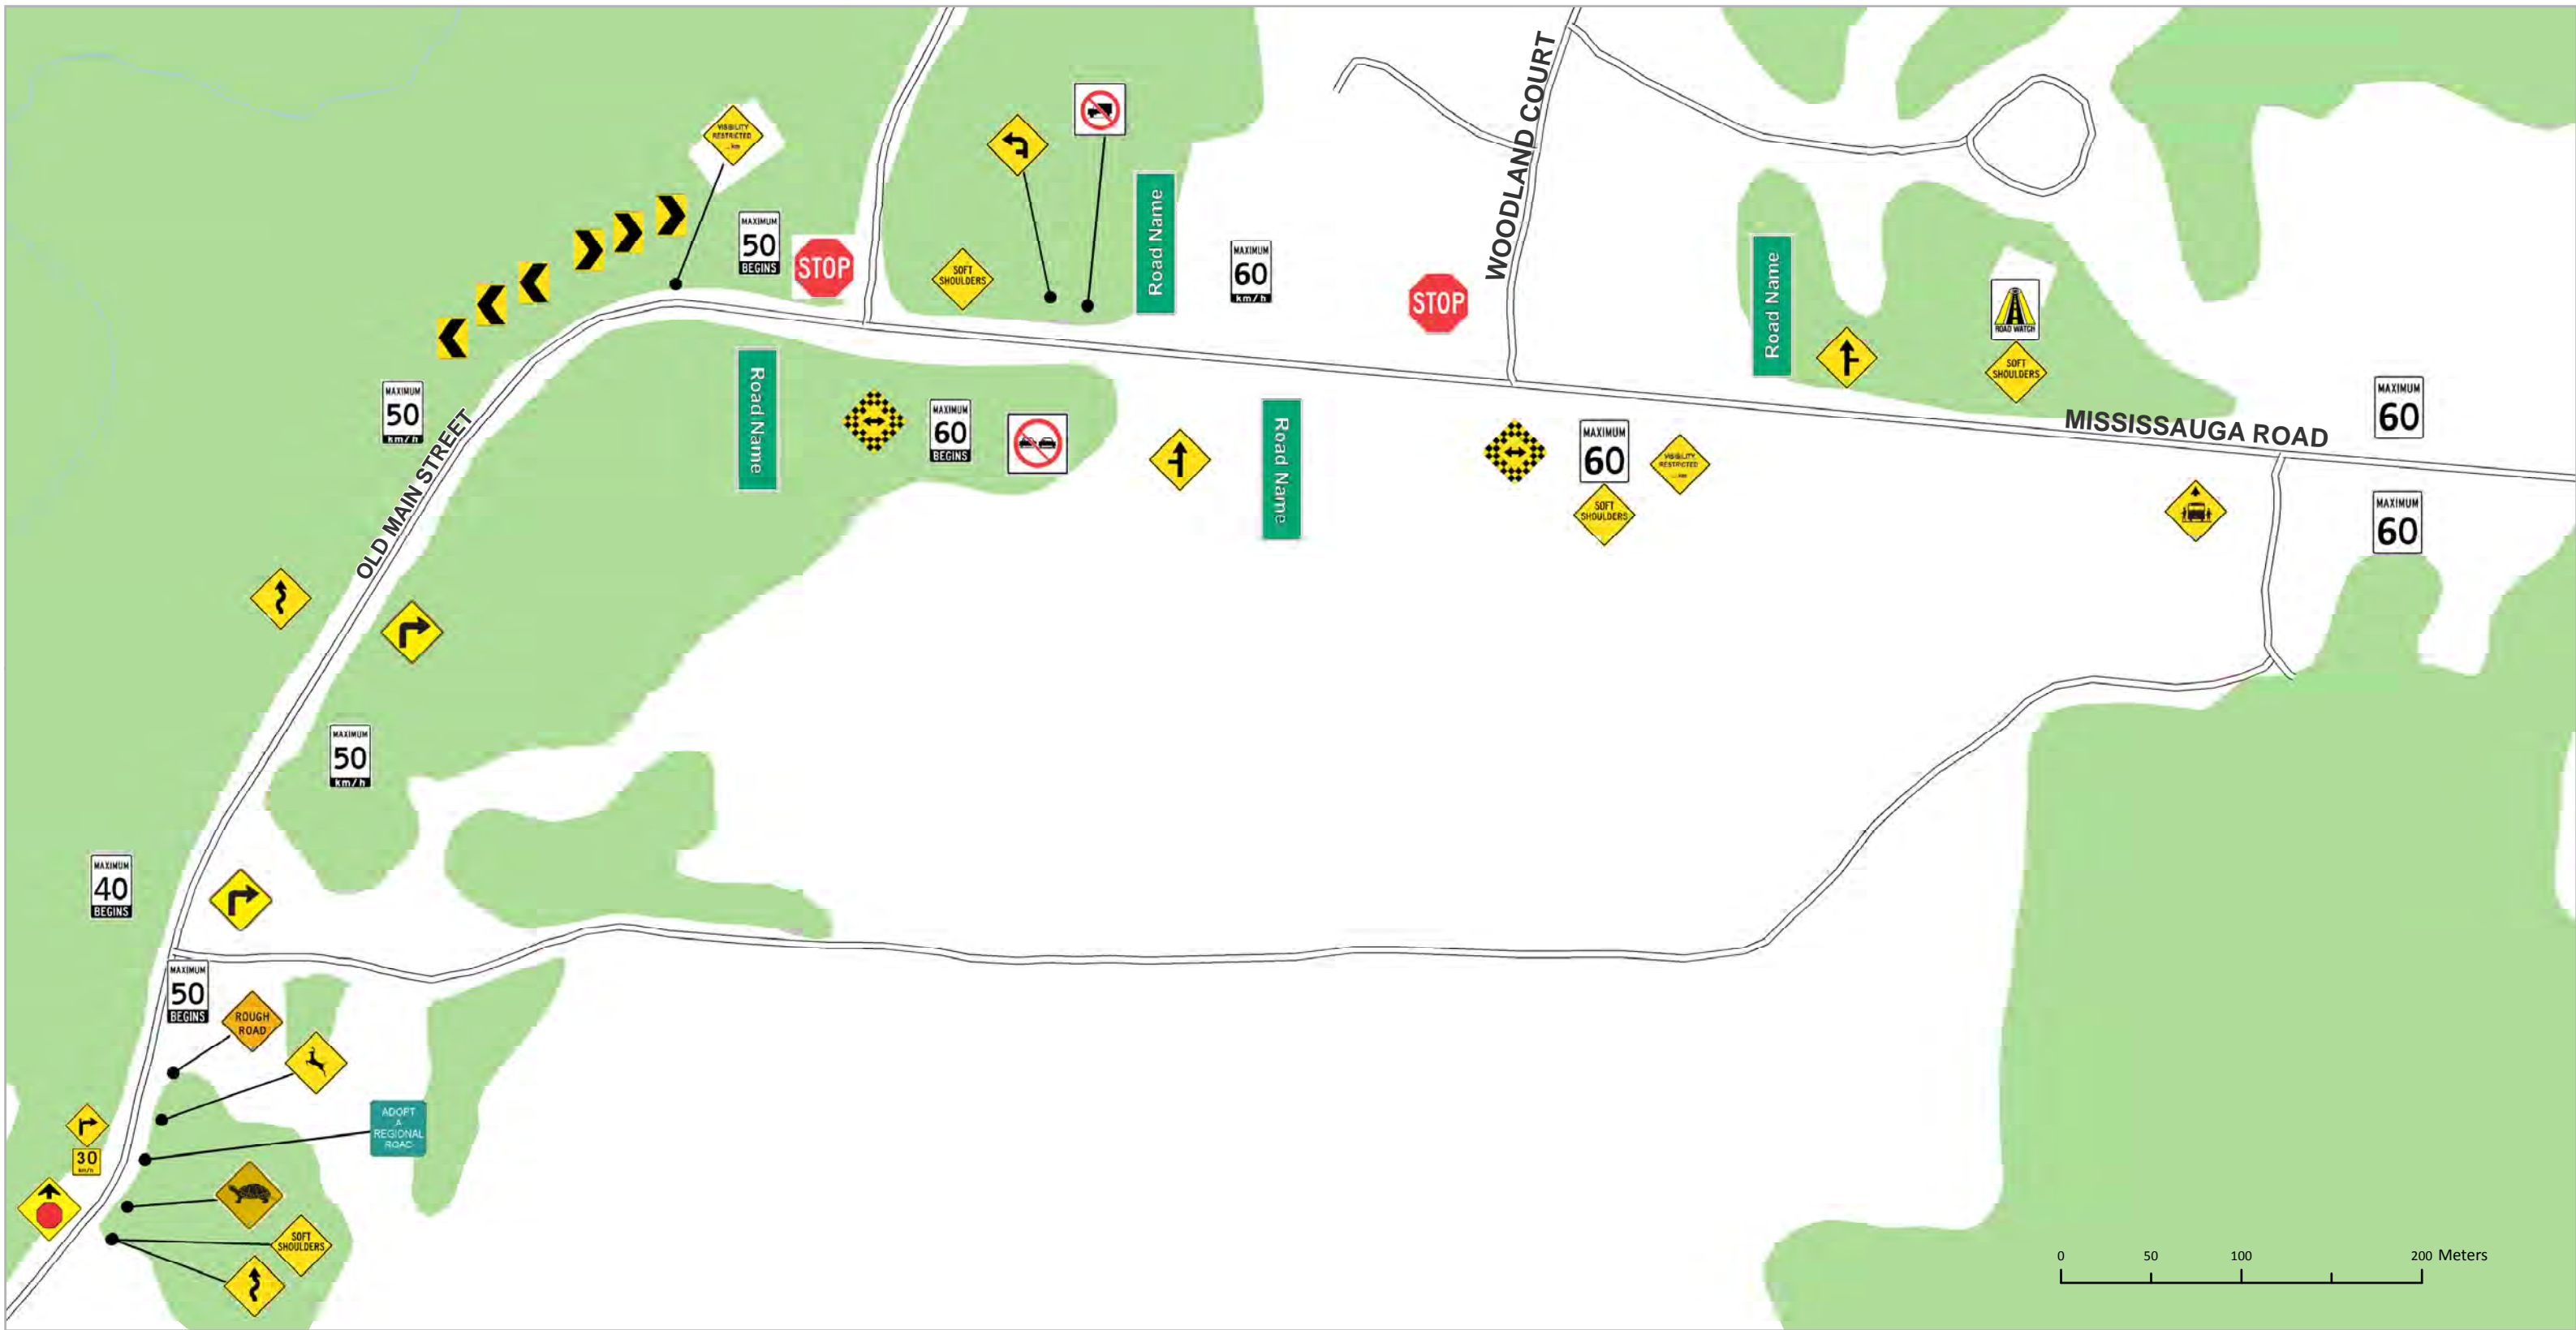 WOODLAND COURT
VISIBILITY
RESTRICTED
... km
MAXIMUM
50
BEGINS
STOP
SOFT
SHOULDERS
Road Name
MAXIMUM
60
km/h
STOP
Road Name
ROAD WATCH
SOFT
SHOULDERS
MAXIMUM
50
km/h
OLD MAIN STREET
Road Name
MAXIMUM
60
BEGINS
Road Name
MAXIMUM
60
SOFT
SHOULDERS
VISIBILITY
RESTRICTED
... km
MISSISSAUGA ROAD
MAXIMUM
60
MAXIMUM
60
MAXIMUM
50
km/h
MAXIMUM
40
BEGINS
MAXIMUM
50
BEGINS
ROUGH
ROAD
ADOPT
A
REGIONAL
ROAD
30
km/h
SOFT
SHOULDERS
0 50 100 200 Meters